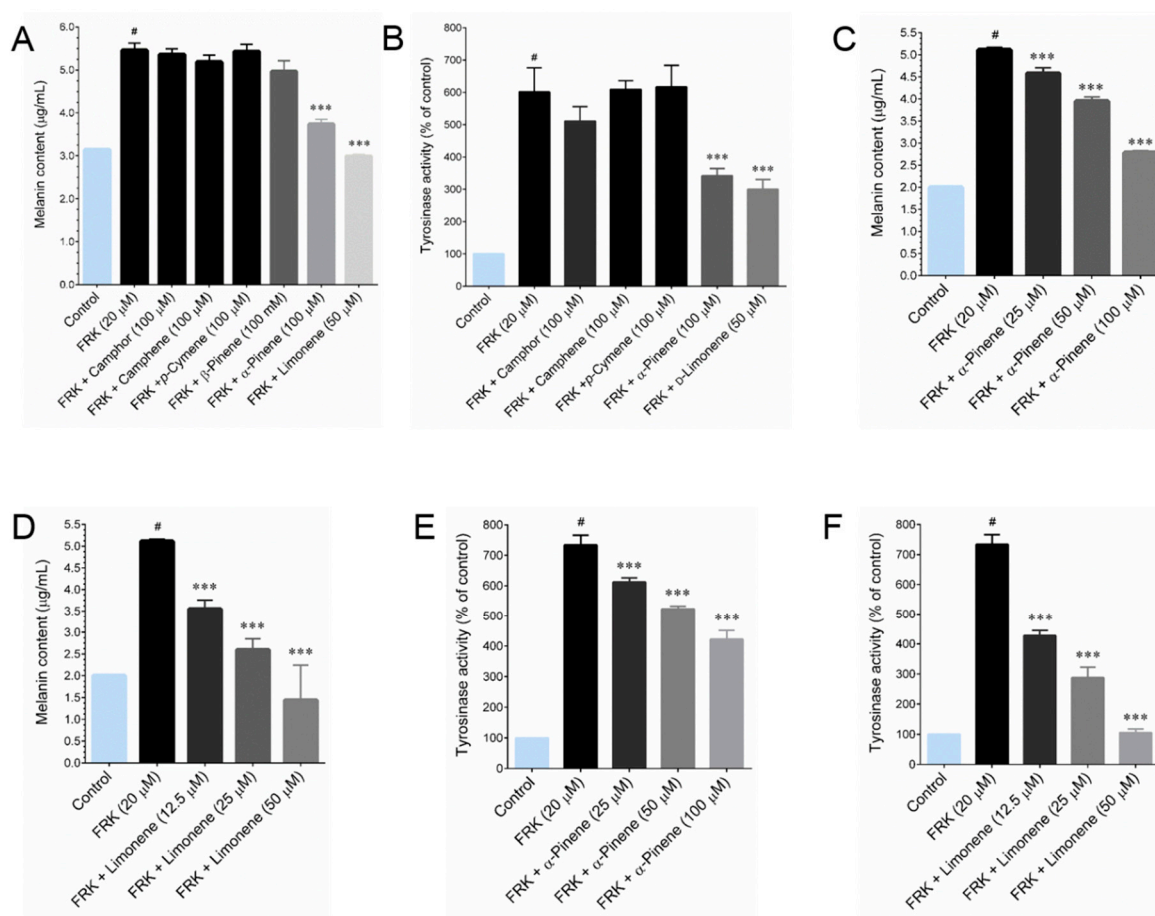 A
Melanin content (µg/mL)
6.0
5.0
4.0
3.0
2.0
1.0
0.0
#
***
***
Control
FRK (20 µM)
FRK + Camphor (100 µM)
FRK + Camphene (100 µM)
FRK +p-Cymene (100 µM)
FRK + β-Pinene (100 mM)
FRK + α-Pinene (100 µM)
FRK + Limonene (50 µM)
B
Tyrosinase activity (% of control)
800
700
600
500
400
300
200
100
0
#
***
***
Control
FRK (20 µM)
FRK + Camphor (100 µM)
FRK + Camphene (100 µM)
FRK +p-Cymene (100 µM)
FRK + α-Pinene (100 µM)
FRK + D-Limonene (50 µM)
C
Melanin content (µg/mL)
5.5
5.0
4.5
4.0
3.5
3.0
2.5
2.0
1.5
1.0
0.5
0.0
#
***
***
***
Control
FRK (20 µM)
FRK + α-Pinene (25 µM)
FRK + α-Pinene (50 µM)
FRK + α-Pinene (100 µM)
D
Melanin content (µg/mL)
5.5
5.0
4.5
4.0
3.5
3.0
2.5
2.0
1.5
1.0
0.5
0.0
#
***
***
***
Control
FRK (20 µM)
FRK + Limonene (12.5 µM)
FRK + Limonene (25 µM)
FRK + Limonene (50 µM)
E
Tyrosinase activity (% of control)
800
700
600
500
400
300
200
100
0
#
***
***
***
Control
FRK (20 µM)
FRK + α-Pinene (25 µM)
FRK + α-Pinene (50 µM)
FRK + α-Pinene (100 µM)
F
Tyrosinase activity (% of control)
800
700
600
500
400
300
200
100
0
#
***
***
***
Control
FRK (20 µM)
FRK + Limonene (12.5 µM)
FRK + Limonene (25 µM)
FRK + Limonene (50 µM)